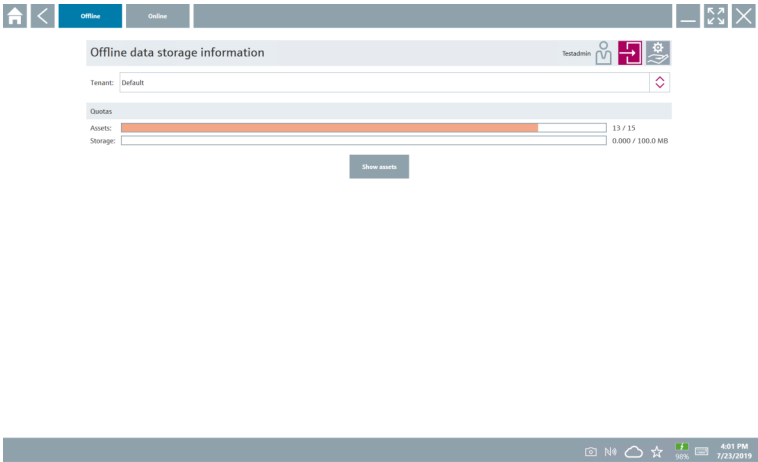 Offline Online
Offline data storage information
Testadmin
Tenant: Default
Quotas
Assets: 13 / 15
Storage: 0.000 / 100.0 MB
Show assets
98% 4:01 PM
7/23/2019